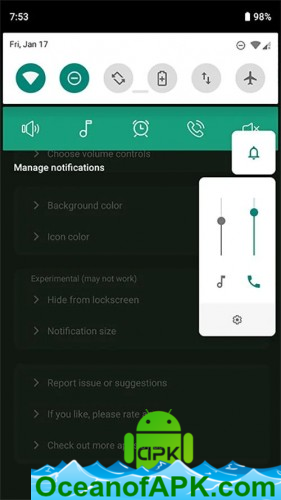 7:53
98%
Fri, Jan 17
Choose volume controls
Manage notifications
Background color
Icon color
Experimental (may not work)
Hide from lockscreen
Notification size
Report issue or suggestions
If you like, please rate
Check out more
apk
OceanofAPK.com